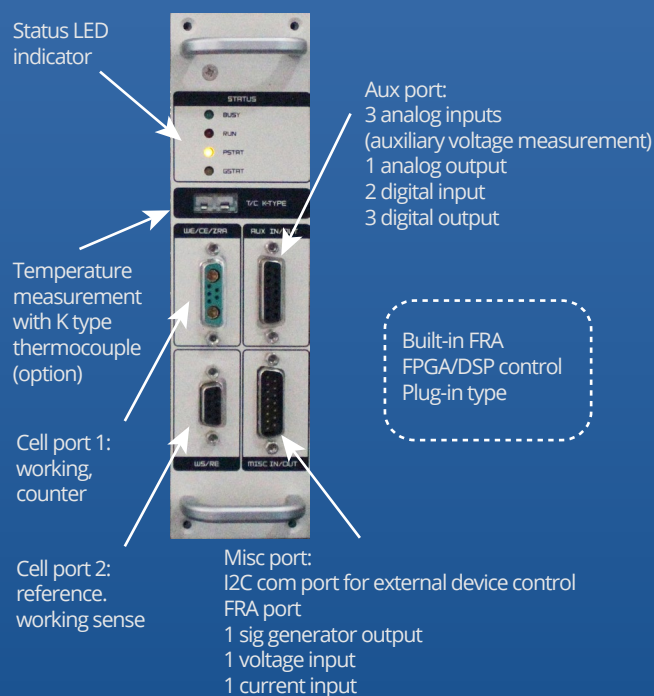 Status LED
indicator
STATUS
BUSY
RUN
PSTAT
GSTAT
T/C K-TYPE
WE/CE/ZRA
AUX IN/OUT
WS/RE
MISC IN/OUT
Aux port:
3 analog inputs
(auxiliary voltage measurement)
1 analog output
2 digital input
3 digital output
Temperature
measurement
with K type
thermocouple
(option)
Built-in FRA
FPGA/DSP control
Plug-in type
Cell port 1:
working,
counter
Cell port 2:
reference.
working sense
Misc port:
I2C com port for external device control
FRA port
1 sig generator output
1 voltage input
1 current input